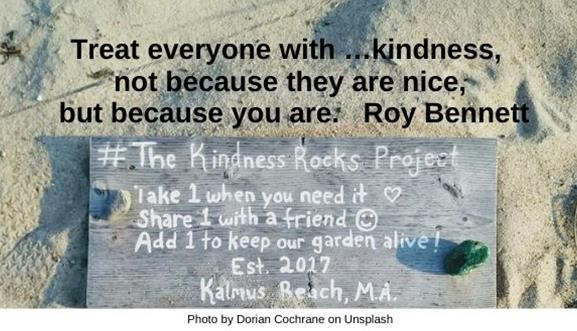 Treat everyone with ...kindness,
not because they are nice,
but because you are. Roy Bennett
#The Kindness Rocks Project
Take 1 when you need it ♡
Share 1 with a friend ☺
Add 1 to keep our garden alive!
Est. 2017
Kalmus Beach, M.A.
Photo by Dorian Cochrane on Unsplash